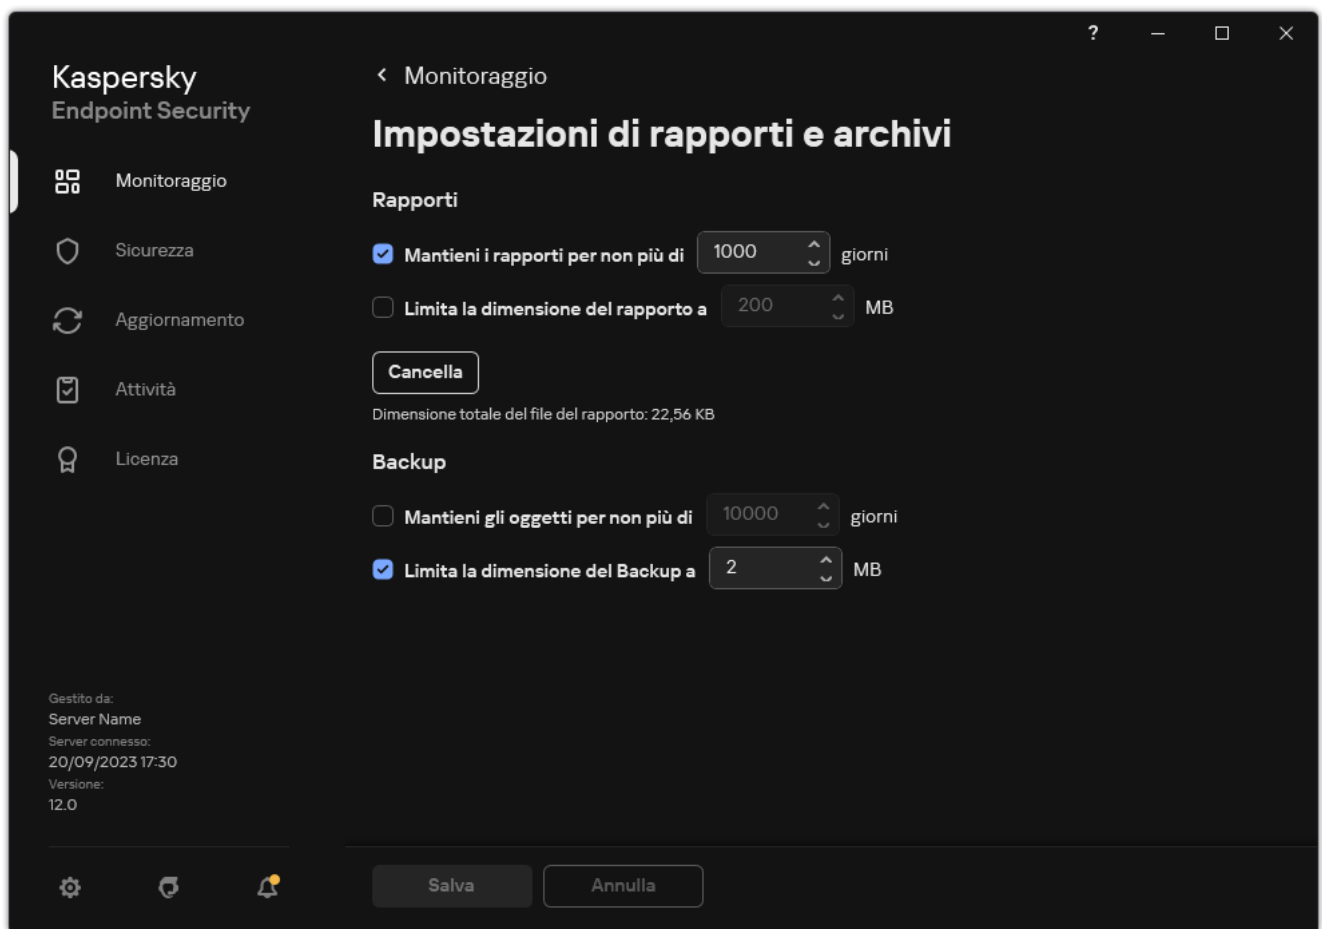 ?
Kaspersky
Endpoint Security
Monitoraggio
Sicurezza
Aggiornamento
Attività
Licenza
Gestito da:
Server Name
Server connesso:
20/09/2023 17:30
Versione:
12.0
Monitoraggio
Impostazioni di rapporti e archivi
Rapporti
Mantieni i rapporti per non più di 1000 giorni
Limita la dimensione del rapporto a 200 MB
Cancella
Dimensione totale del file del rapporto: 22,56 KB
Backup
Mantieni gli oggetti per non più di 10000 giorni
Limita la dimensione del Backup a 2 MB
Salva Annulla